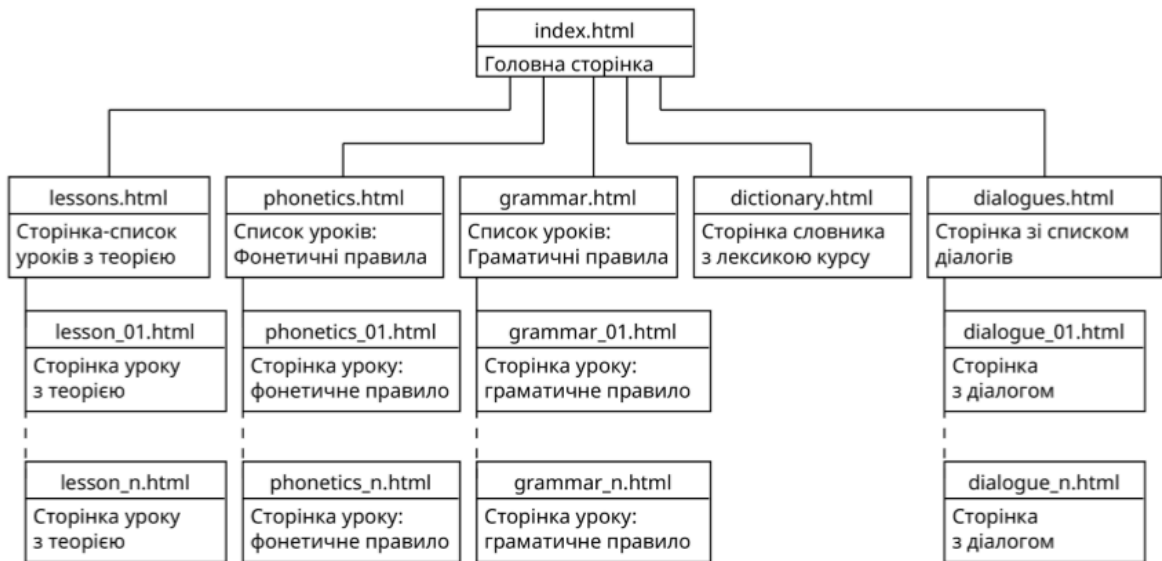 index.html
Головна сторінка
lessons.html
Сторінка-список
уроків з теорією
phonetics.html
Список уроків:
Фонетичні правила
grammar.html
Список уроків:
Граматичні правила
dictionary.html
Сторінка словника
з лексикою курсу
dialogues.html
Сторінка зі списком
діалогів
lesson_01.html
Сторінка уроку
з теорією
phonetics_01.html
Сторінка уроку:
фонетичне правило
grammar_01.html
Сторінка уроку:
граматичне правило
dialogue_01.html
Сторінка
з діалогом
lesson_n.html
Сторінка уроку
з теорією
phonetics_n.html
Сторінка уроку:
фонетичне правило
grammar_n.html
Сторінка уроку:
граматичне правило
dialogue_n.html
Сторінка
з діалогом